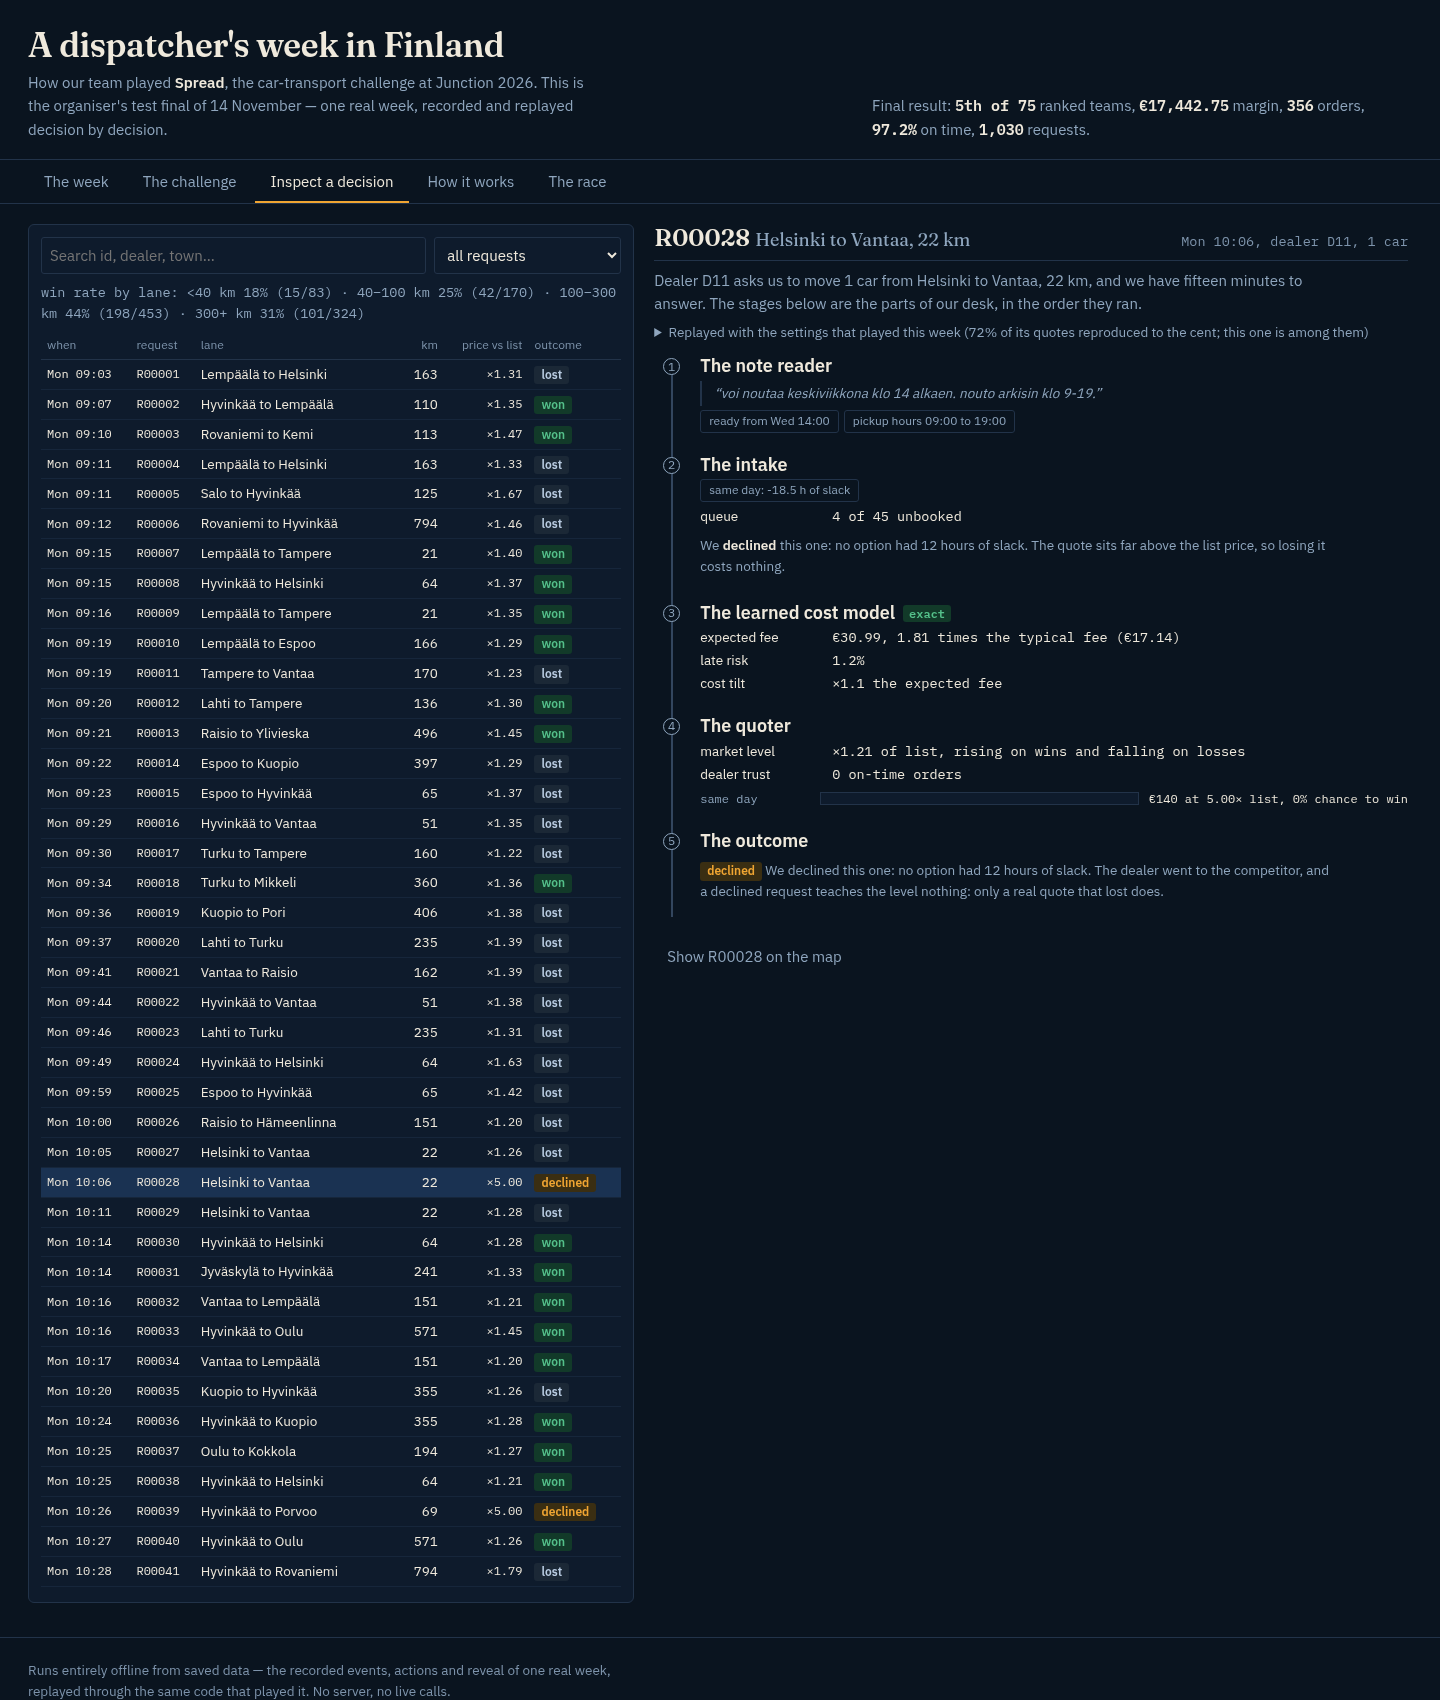 A dispatcher's week in Finland
How our team played Spread, the car-transport challenge at Junction 2026. This is
the organiser's test final of 14 November — one real week, recorded and replayed
decision by decision.
Final result: 5th of 75 ranked teams, €17,442.75 margin, 356 orders,
97.2% on time, 1,030 requests.
The week The challenge Inspect a decision How it works The race
Search id, dealer, town...
all requests
win rate by lane: <40 km 18% (15/83) · 40–100 km 25% (42/170) · 100–300
km 44% (198/453) · 300+ km 31% (101/324)
when request lane km price vs list outcome
Mon 09:03 R00001 Lempäälä to Helsinki 163 ×1.31 lost
Mon 09:07 R00002 Hyvinkää to Lempäälä 110 ×1.35 won
Mon 09:10 R00003 Rovaniemi to Kemi 113 ×1.47 won
Mon 09:11 R00004 Lempäälä to Helsinki 163 ×1.33 lost
Mon 09:11 R00005 Salo to Hyvinkää 125 ×1.67 lost
Mon 09:12 R00006 Rovaniemi to Hyvinkää 794 ×1.46 lost
Mon 09:15 R00007 Lempäälä to Tampere 21 ×1.40 won
Mon 09:15 R00008 Hyvinkää to Helsinki 64 ×1.37 won
Mon 09:16 R00009 Lempäälä to Tampere 21 ×1.35 won
Mon 09:19 R00010 Lempäälä to Espoo 166 ×1.29 won
Mon 09:19 R00011 Tampere to Vantaa 170 ×1.23 lost
Mon 09:20 R00012 Lahti to Tampere 136 ×1.30 won
Mon 09:21 R00013 Raisio to Ylivieska 496 ×1.45 won
Mon 09:22 R00014 Espoo to Kuopio 397 ×1.29 lost
Mon 09:23 R00015 Espoo to Hyvinkää 65 ×1.37 lost
Mon 09:29 R00016 Hyvinkää to Vantaa 51 ×1.35 lost
Mon 09:30 R00017 Turku to Tampere 160 ×1.22 lost
Mon 09:34 R00018 Turku to Mikkeli 360 ×1.36 won
Mon 09:36 R00019 Kuopio to Pori 406 ×1.38 lost
Mon 09:37 R00020 Lahti to Turku 235 ×1.39 lost
Mon 09:41 R00021 Vantaa to Raisio 162 ×1.39 lost
Mon 09:44 R00022 Hyvinkää to Vantaa 51 ×1.38 lost
Mon 09:46 R00023 Lahti to Turku 235 ×1.31 lost
Mon 09:49 R00024 Hyvinkää to Helsinki 64 ×1.63 lost
Mon 09:59 R00025 Espoo to Hyvinkää 65 ×1.42 lost
Mon 10:00 R00026 Raisio to Hämeenlinna 151 ×1.20 lost
Mon 10:05 R00027 Helsinki to Vantaa 22 ×1.26 lost
Mon 10:06 R00028 Helsinki to Vantaa 22 ×5.00 declined
Mon 10:11 R00029 Helsinki to Vantaa 22 ×1.28 lost
Mon 10:14 R00030 Hyvinkää to Helsinki 64 ×1.28 won
Mon 10:14 R00031 Jyväskylä to Hyvinkää 241 ×1.33 won
Mon 10:16 R00032 Vantaa to Lempäälä 151 ×1.21 won
Mon 10:16 R00033 Hyvinkää to Oulu 571 ×1.45 won
Mon 10:17 R00034 Vantaa to Lempäälä 151 ×1.20 won
Mon 10:20 R00035 Kuopio to Hyvinkää 355 ×1.26 lost
Mon 10:24 R00036 Hyvinkää to Kuopio 355 ×1.28 won
Mon 10:25 R00037 Oulu to Kokkola 194 ×1.27 won
Mon 10:25 R00038 Hyvinkää to Helsinki 64 ×1.21 won
Mon 10:26 R00039 Hyvinkää to Porvoo 69 ×5.00 declined
Mon 10:27 R00040 Hyvinkää to Oulu 571 ×1.26 won
Mon 10:28 R00041 Hyvinkää to Rovaniemi 794 ×1.79 lost
R00028 Helsinki to Vantaa, 22 km
Mon 10:06, dealer D11, 1 car
Dealer D11 asks us to move 1 car from Helsinki to Vantaa, 22 km, and we have fifteen minutes to
answer. The stages below are the parts of our desk, in the order they ran.
▶ Replayed with the settings that played this week (72% of its quotes reproduced to the cent; this one is among them)
1 The note reader
“voi noutaa keskiviikkona klo 14 alkaen. nouto arkisin klo 9-19.”
ready from Wed 14:00 pickup hours 09:00 to 19:00
2 The intake
same day: -18.5 h of slack
queue 4 of 45 unbooked
We declined this one: no option had 12 hours of slack. The quote sits far above the list price, so losing it
costs nothing.
3 The learned cost model exact
expected fee €30.99, 1.81 times the typical fee (€17.14)
late risk 1.2%
cost tilt ×1.1 the expected fee
4 The quoter
market level ×1.21 of list, rising on wins and falling on losses
dealer trust 0 on-time orders
same day €140 at 5.00× list, 0% chance to win
5 The outcome
declined We declined this one: no option had 12 hours of slack. The dealer went to the competitor, and
a declined request teaches the level nothing: only a real quote that lost does.
Show R00028 on the map
Runs entirely offline from saved data — the recorded events, actions and reveal of one real week,
replayed through the same code that played it. No server, no live calls.